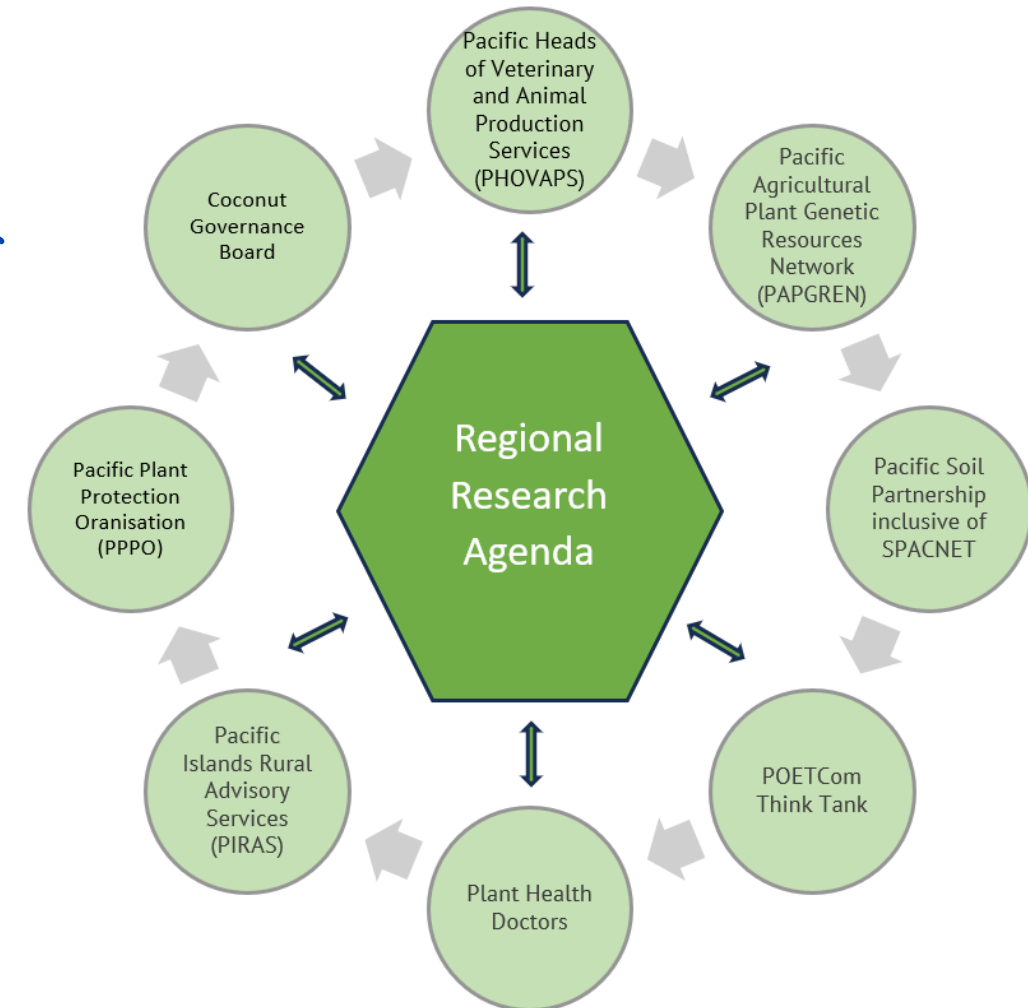 Pacific Heads
of Veterinary
and Animal
Production
Services
(PHOVAPS)
Pacific
Agricultural
Plant Genetic
Resources
Network
(PAPGREN)
Pacific Soil
Partnership
inclusive of
SPACNET
POETCom
Think Tank
Plant Health
Doctors
Pacific
Islands Rural
Advisory
Services
(PIRAS)
Pacific Plant
Protection
Oranisation
(PPPO)
Coconut
Governance
Board
Regional
Research
Agenda